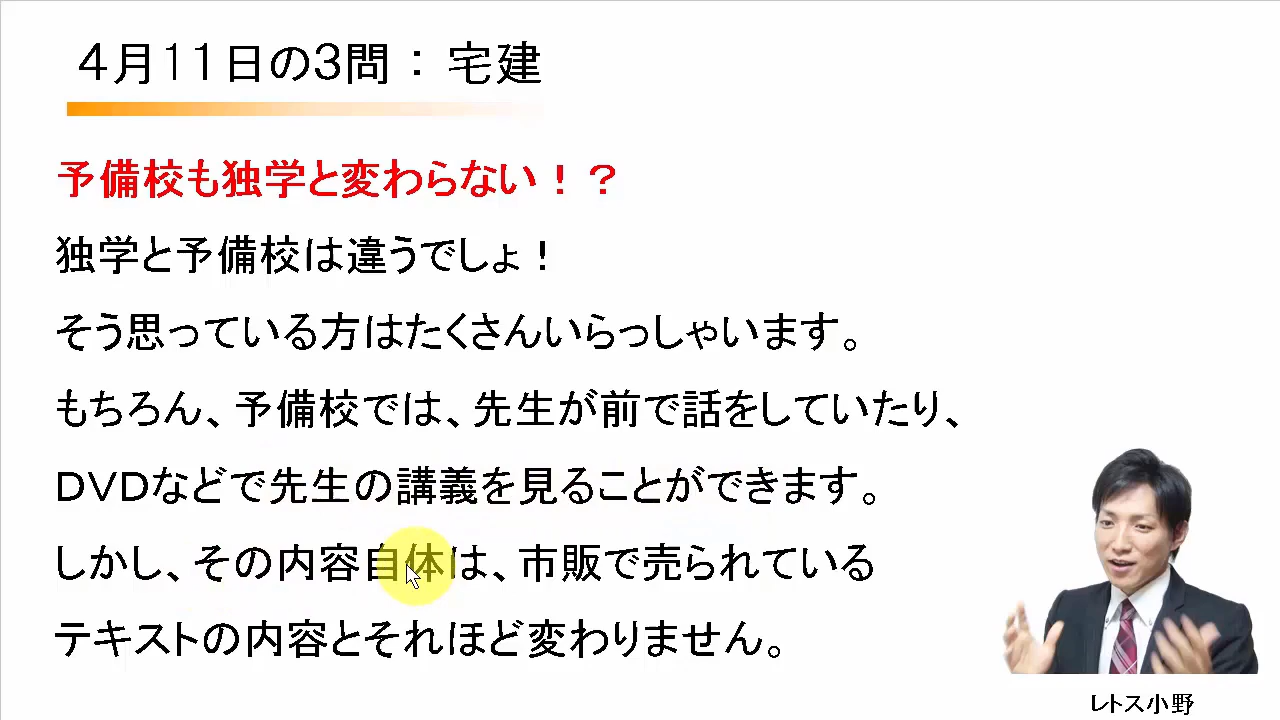 ４月１１日の３問：宅建
予備校も独学と変わらない！？
独学と予備校は違うでしょ！
そう思っている方はたくさんいらっしゃいます。
もちろん、予備校では、先生が前で話をしていたり、
ＤＶＤなどで先生の講義を見ることができます。
しかし、その内容自体は、市販で売られている
テキストの内容とそれほど変わりません。
レトス小野